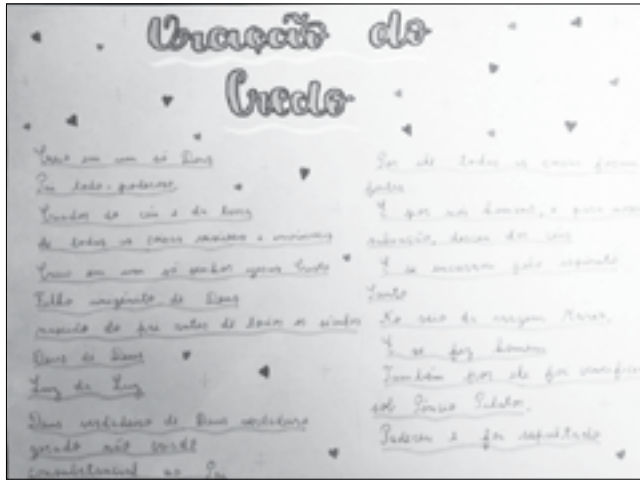 Oração do
Credo
Creio em um só Deus
Pai todo-poderoso,
Criador do céu e da terra
de todas as coisas visíveis e invisíveis
Creio em um só senhor Jesus Cristo
Filho unigênito de Deus
nascido do pai antes de todos os séculos
Deus de Deus
Luz da Luz
Deus verdadeiro de Deus verdadeiro
gerado não
consubstancial ao Pai
Por ele todas as coisas foram
feitas
E por nós homens, e para nossa
salvação, desceu dos céus
E se encarnou pelo espírito
Santo
No seio da virgem Maria,
E se fez homem
Também por ele foi
sob Pôncio Pilatos,
Padeceu e foi sepultado